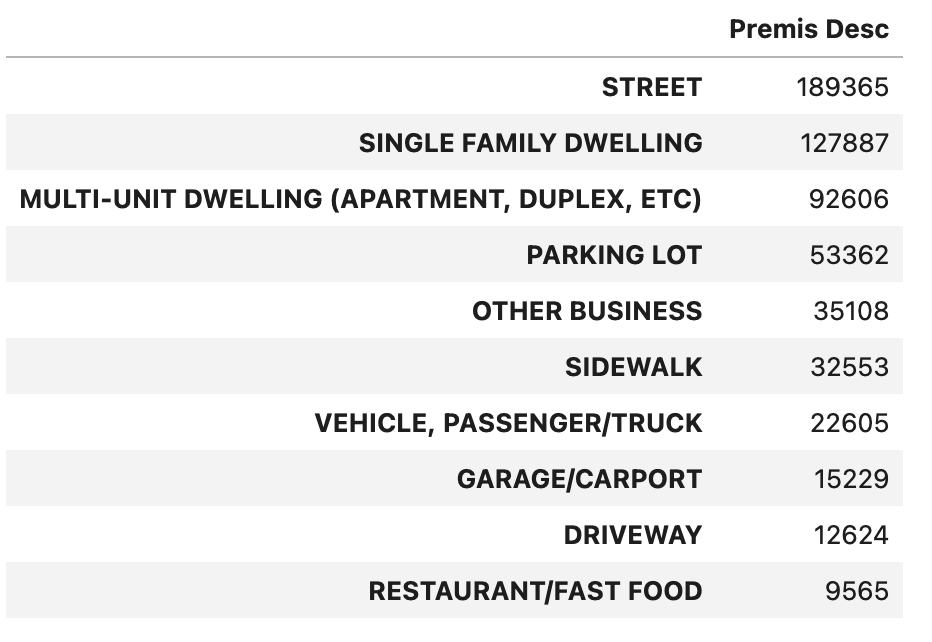 Premis Desc
STREET 189365
SINGLE FAMILY DWELLING 127887
MULTI-UNIT DWELLING (APARTMENT, DUPLEX, ETC) 92606
PARKING LOT 53362
OTHER BUSINESS 35108
SIDEWALK 32553
VEHICLE, PASSENGER/TRUCK 22605
GARAGE/CARPORT 15229
DRIVEWAY 12624
RESTAURANT/FAST FOOD 9565